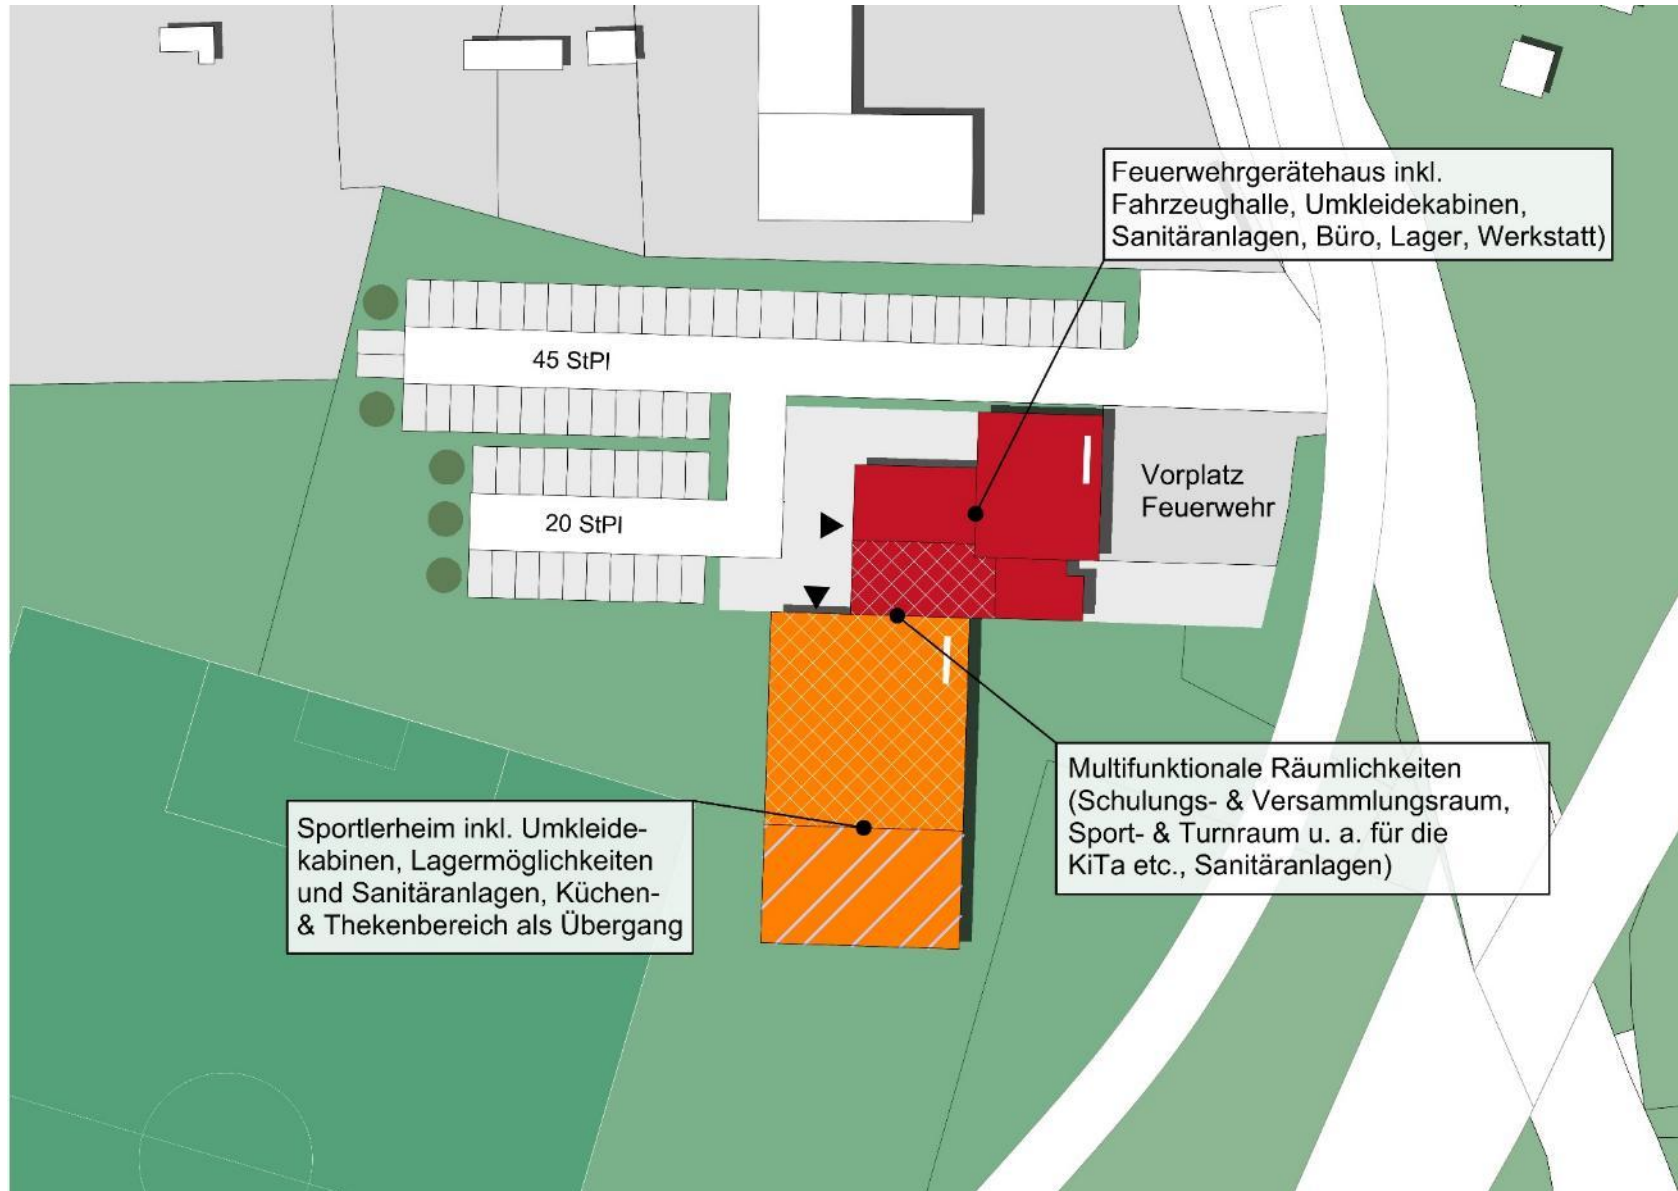 Feuerwehrgerätehaus inkl.
Fahrzeughalle, Umkleidekabinen,
Sanitäranlagen, Büro, Lager, Werkstatt)
45 StPl
Vorplatz
Feuerwehr
20 StPl
Multifunktionale Räumlichkeiten
(Schulungs- & Versammlungsraum,
Sport- & Turnraum u. a. für die
KiTa etc., Sanitäranlagen)
Sportlerheim inkl. Umkleide-
kabinen, Lagermöglichkeiten
und Sanitäranlagen, Küchen-
& Thekenbereich als Übergang